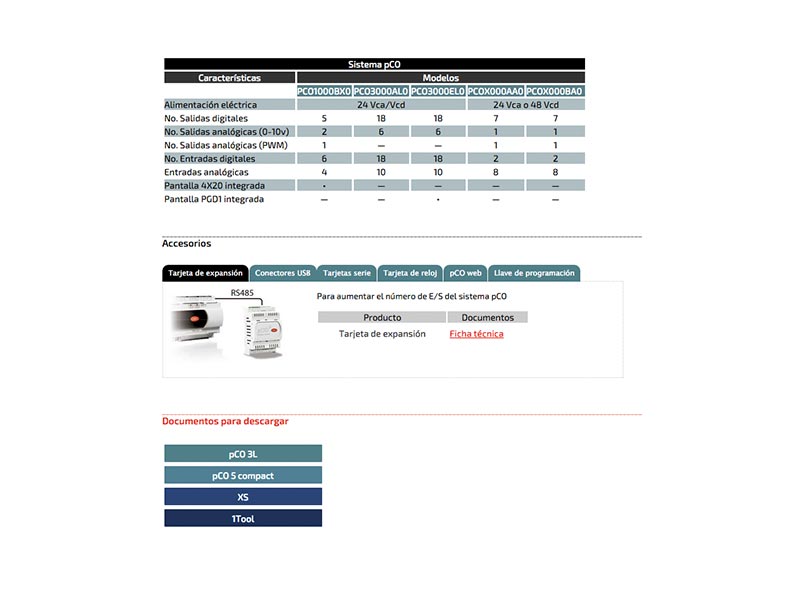 Sistema pCO
Características Modelos
PCO1000BX0 PCO3000AL0 PCO3000EL0 PCOX000AA0 PCOX000BA0
Alimentación eléctrica 24 Vca/Vcd 24 Vca o 48 Vcd
No. Salidas digitales 5 18 18 7 7
No. Salidas analógicas (0-10v) 2 6 6 1 1
No. Salidas analógicas (PWM) 1 — — 1 1
No. Entradas digitales 6 18 18 2 2
Entradas analógicas 4 10 10 8 8
Pantalla 4X20 integrada • — — — —
Pantalla PGD1 integrada — — • — —
Accesorios
Tarjeta de expansión Conectores USB Tarjetas serie Tarjeta de reloj pCO web Llave de programación
RS485
Para aumentar el número de E/S del sistema pCO
Producto Documentos
Tarjeta de expansión Ficha técnica
Documentos para descargar
pCO 3L
pCO 5 compact
XS
1Tool